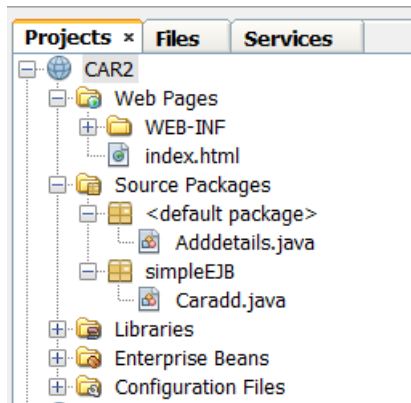 Projects × Files Services
CAR2
Web Pages
WEB-INF
index.html
Source Packages
<default package>
Adddetails.java
simpleEJB
Caradd.java
Libraries
Enterprise Beans
Configuration Files